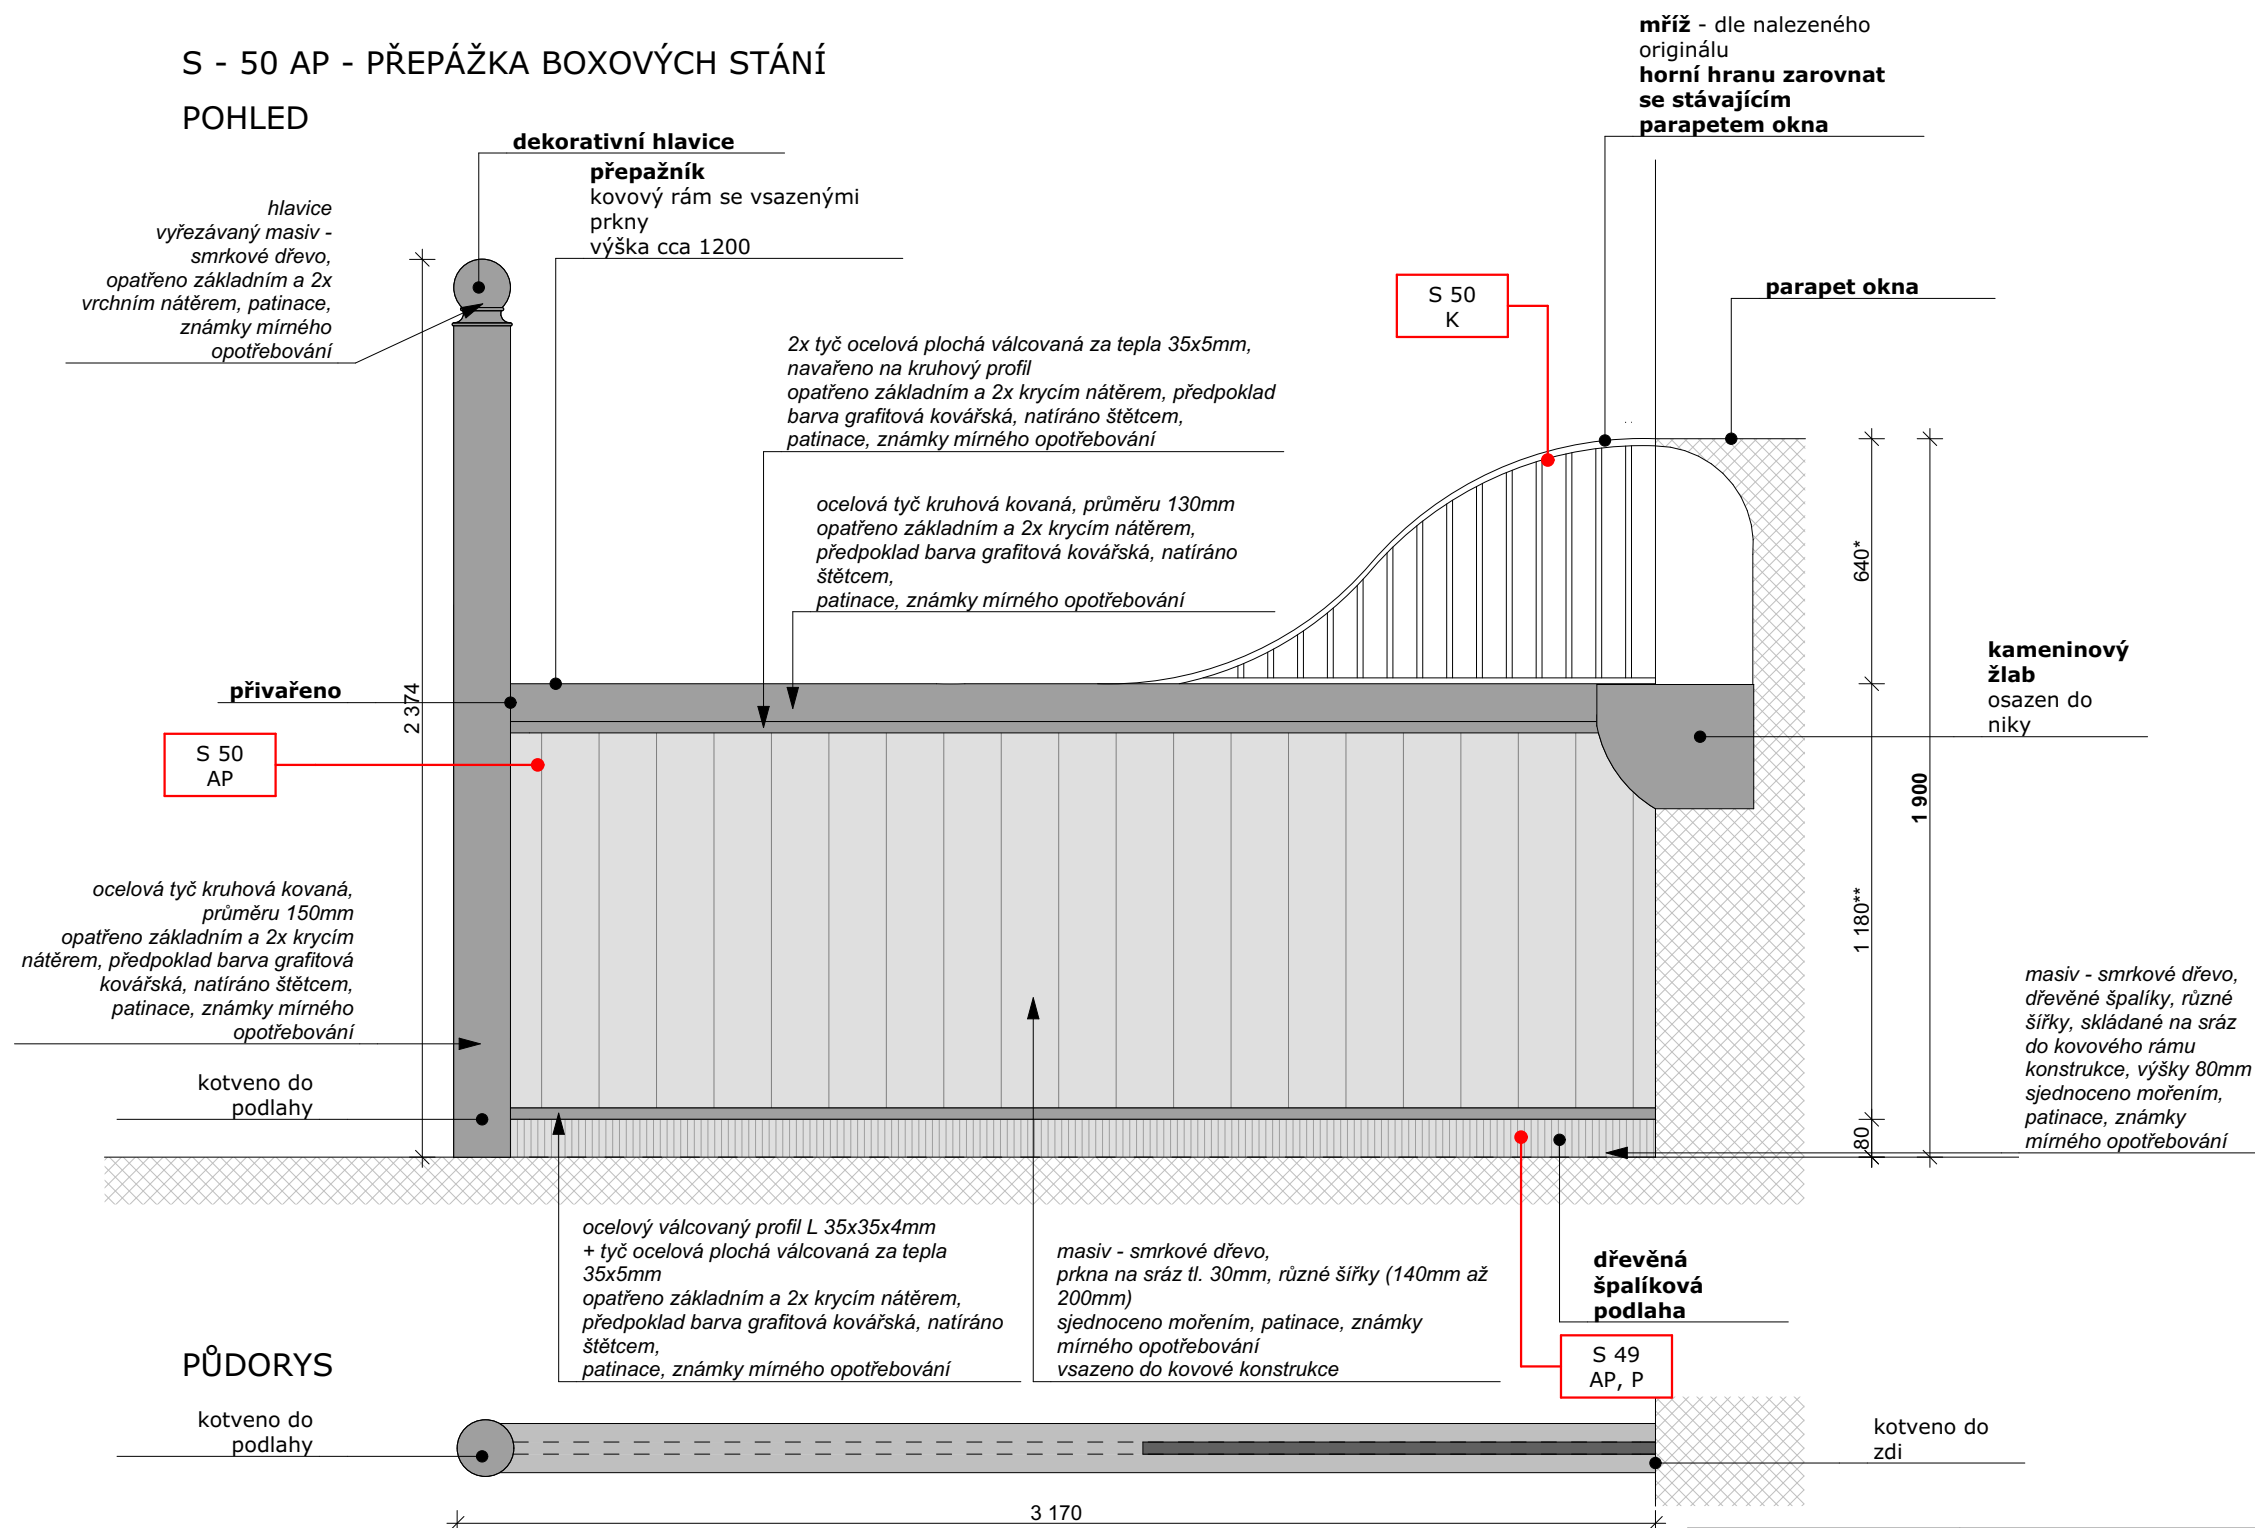 S - 50 AP - PŘEPÁŽKA BOXOVÝCH STÁNÍ
POHLED
mříž - dle nalezeného
originálu
horní hranu zarovnat
se stávajícím
parapetem okna
dekorativní hlavice
přepažník
kovový rám se vsazenými
prkny
výška cca 1200
hlavice
vyřezávaný masiv -
smrkové dřevo,
opatřeno základním a 2x
vrchním nátěrem, patinace,
známky mírného
opotřebování
S 50
K
parapet okna
2x tyč ocelová plochá válcovaná za tepla 35x5mm,
navařeno na kruhový profil
opatřeno základním a 2x krycím nátěrem, předpoklad
barva grafitová kovářská, natíráno štětcem,
patinace, známky mírného opotřebování
ocelová tyč kruhová kovaná, průměru 130mm
opatřeno základním a 2x krycím nátěrem,
předpoklad barva grafitová kovářská, natíráno
štětcem,
patinace, známky mírného opotřebování
640*
kameninový
žlab
osazen do
niky
přivařeno
2 374
S 50
AP
1 900
1 180**
80
ocelová tyč kruhová kovaná,
průměru 150mm
opatřeno základním a 2x krycím
nátěrem, předpoklad barva grafitová
kovářská, natíráno štětcem,
patinace, známky mírného
opotřebování
kotveno do
podlahy
masiv - smrkové dřevo,
dřevěné špalíky, různé
šířky, skládané na sráz
do kovového rámu
konstrukce, výšky 80mm
sjednoceno mořením,
patinace, známky
mírného opotřebování
ocelový válcovaný profil L 35x35x4mm
+ tyč ocelová plochá válcovaná za tepla
35x5mm
opatřeno základním a 2x krycím nátěrem,
předpoklad barva grafitová kovářská, natíráno
štětcem,
patinace, známky mírného opotřebování
masiv - smrkové dřevo,
prkna na sráz tl. 30mm, různé šířky (140mm až
200mm)
sjednoceno mořením, patinace, známky
mírného opotřebování
vsazeno do kovové konstrukce
dřevěná
špalíková
podlaha
S 49
AP, P
PŮDORYS
kotveno do
podlahy
kotveno do
zdi
3 170